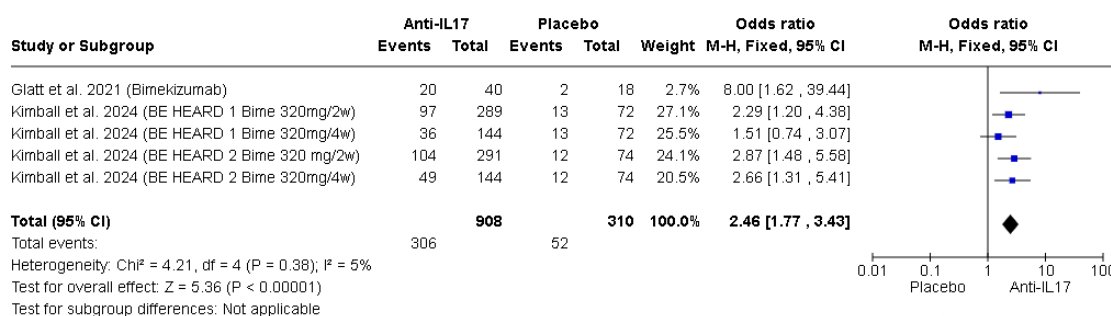 Anti-IL17 Placebo Odds ratio Odds ratio
Study or Subgroup Events Total Events Total Weight M-H, Fixed, 95% CI M-H, Fixed, 95% CI
Glatt et al. 2021 (Bimekizumab) 20 40 2 18 2.7% 8.00 [1.62 , 39.44]
Kimball et al. 2024 (BE HEARD 1 Bime 320mg/2w) 97 289 13 72 27.1% 2.29 [1.20 , 4.38]
Kimball et al. 2024 (BE HEARD 1 Bime 320mg/4w) 36 144 13 72 25.5% 1.51 [0.74 , 3.07]
Kimball et al. 2024 (BE HEARD 2 Bime 320 mg/2w) 104 291 12 74 24.1% 2.87 [1.48 , 5.58]
Kimball et al. 2024 (BE HEARD 2 Bime 320mg/4w) 49 144 12 74 20.5% 2.66 [1.31 , 5.41]
Total (95% CI) 908 310 100.0% 2.46 [1.77 , 3.43]
Total events: 306 52
Heterogeneity: Chi² = 4.21, df = 4 (P = 0.38); I² = 5%
Test for overall effect: Z = 5.36 (P < 0.00001)
Test for subgroup differences: Not applicable
0.01 0.1 1 10 100
Placebo Anti-IL17